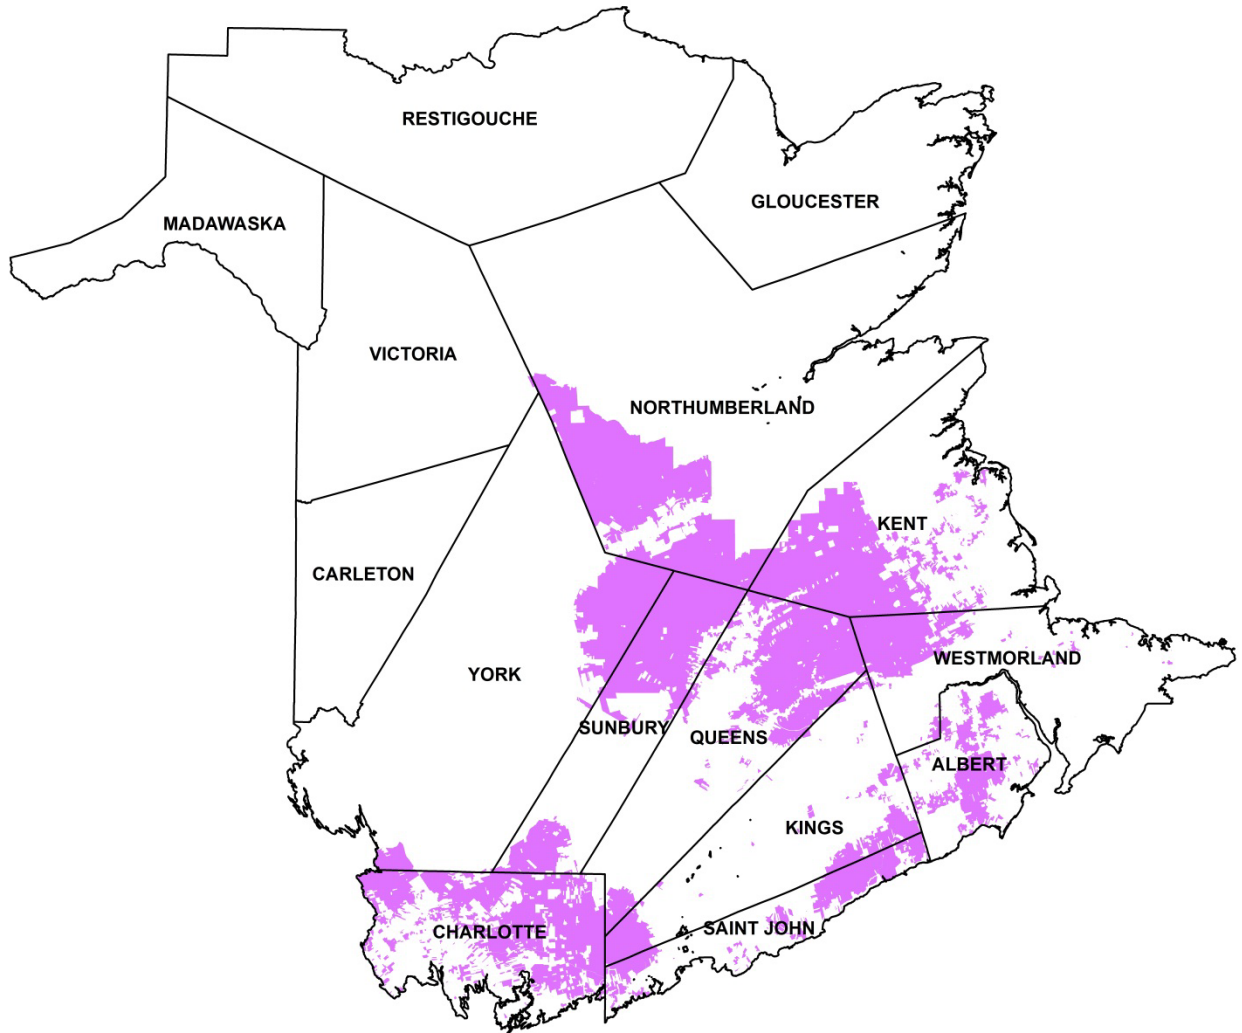 RESTIGOUCHE
GLOUCESTER
MADAWASKA
VICTORIA
NORTHUMBERLAND
KENT
CARLETON
WESTMORLAND
YORK
SUNBURY
QUEENS
ALBERT
KINGS
SAINT JOHN
CHARLOTTE